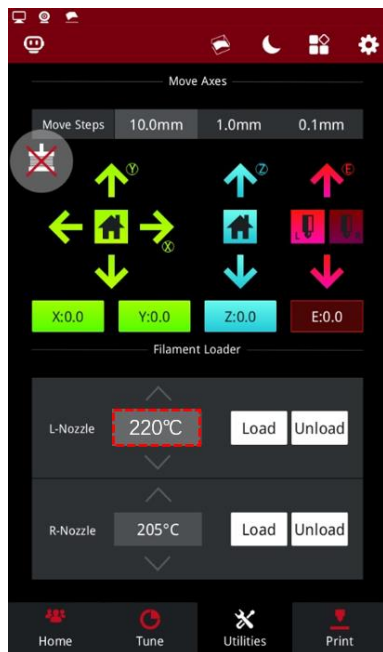 Move Axes
Move Steps 10.0mm 1.0mm 0.1mm
Y Z E
X L R
X:0.0 Y:0.0 Z:0.0 E:0.0
Filament Loader
L-Nozzle 220℃ Load Unload
R-Nozzle 205°C Load Unload
Home Tune Utilities Print